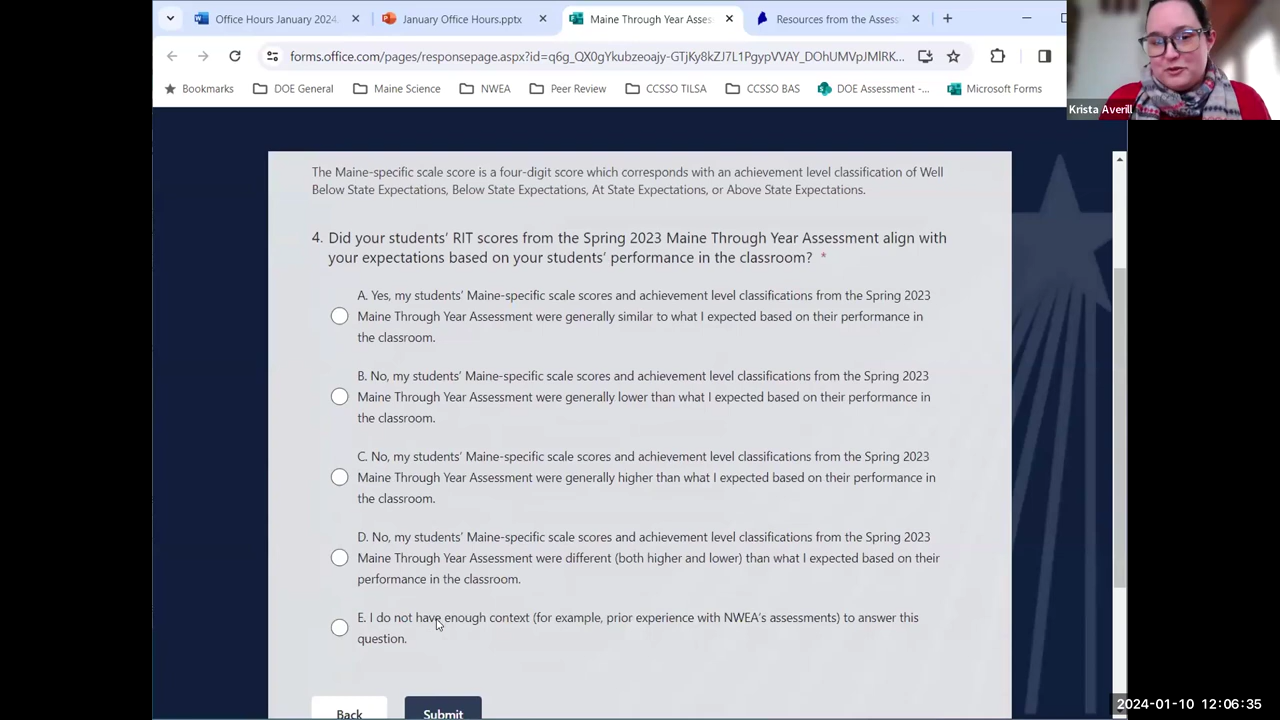 Office Hours January 2024
January Office Hours.pptx
Maine Through Year Asses
Resources from the Assess
forms.office.com/pages/responsepage.aspx?id=q6g_QX0gYkubzeoajy-GTjKy8kZJ7L1PgypVVAY_DOhUMVpJMlRK...
Bookmarks
DOE General
Maine Science
NWEA
Peer Review
CCSSO TILSA
CCSSO BAS
DOE Assessment -...
Microsoft Forms
Krista Averill
The Maine-specific scale score is a four-digit score which corresponds with an achievement level classification of Well
Below State Expectations, Below State Expectations, At State Expectations, or Above State Expectations.
4. Did your students' RIT scores from the Spring 2023 Maine Through Year Assessment align with
your expectations based on your students' performance in the classroom? *
A. Yes, my students' Maine-specific scale scores and achievement level classifications from the Spring 2023
Maine Through Year Assessment were generally similar to what I expected based on their performance in
the classroom.
B. No, my students' Maine-specific scale scores and achievement level classifications from the Spring 2023
Maine Through Year Assessment were generally lower than what I expected based on their performance in
the classroom.
C. No, my students' Maine-specific scale scores and achievement level classifications from the Spring 2023
Maine Through Year Assessment were generally higher than what I expected based on their performance in
the classroom.
D. No, my students' Maine-specific scale scores and achievement level classifications from the Spring 2023
Maine Through Year Assessment were different (both higher and lower) than what I expected based on their
performance in the classroom.
E. I do not have enough context (for example, prior experience with NWEA's assessments) to answer this
question.
Back
Submit
2024-01-10 12:06:35